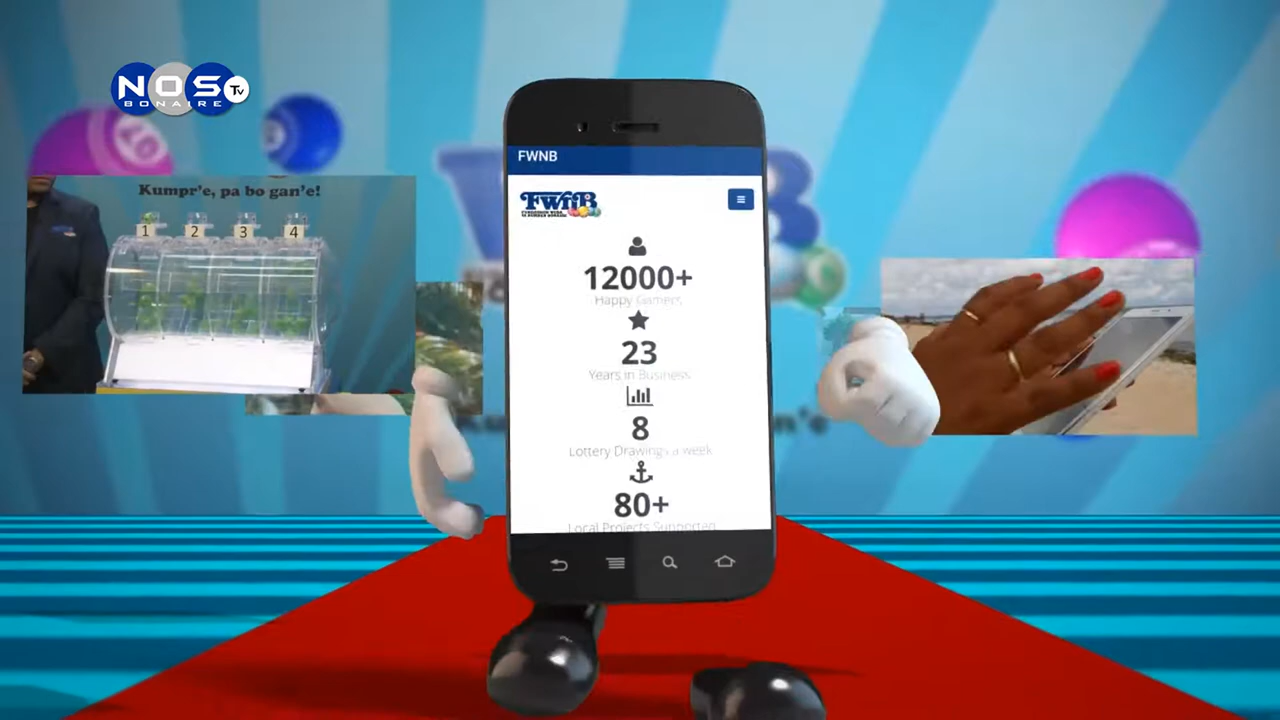 NOS Tv
BONAIRE
Kumpr'e, pa bo gan'e!
1 2 3 4
FWNB
FWNB
12000+
Happy Gamers
23
Years in Business
8
Lottery Drawings a week
80+
Local Projects Supported